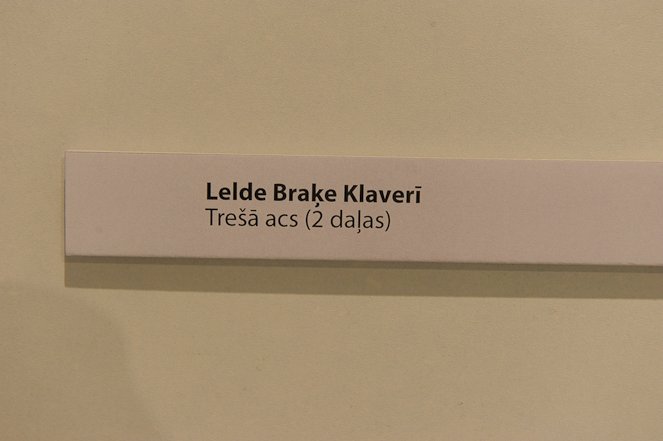 Lelde Braķe Klaverī
Trešā acs (2 daļas)